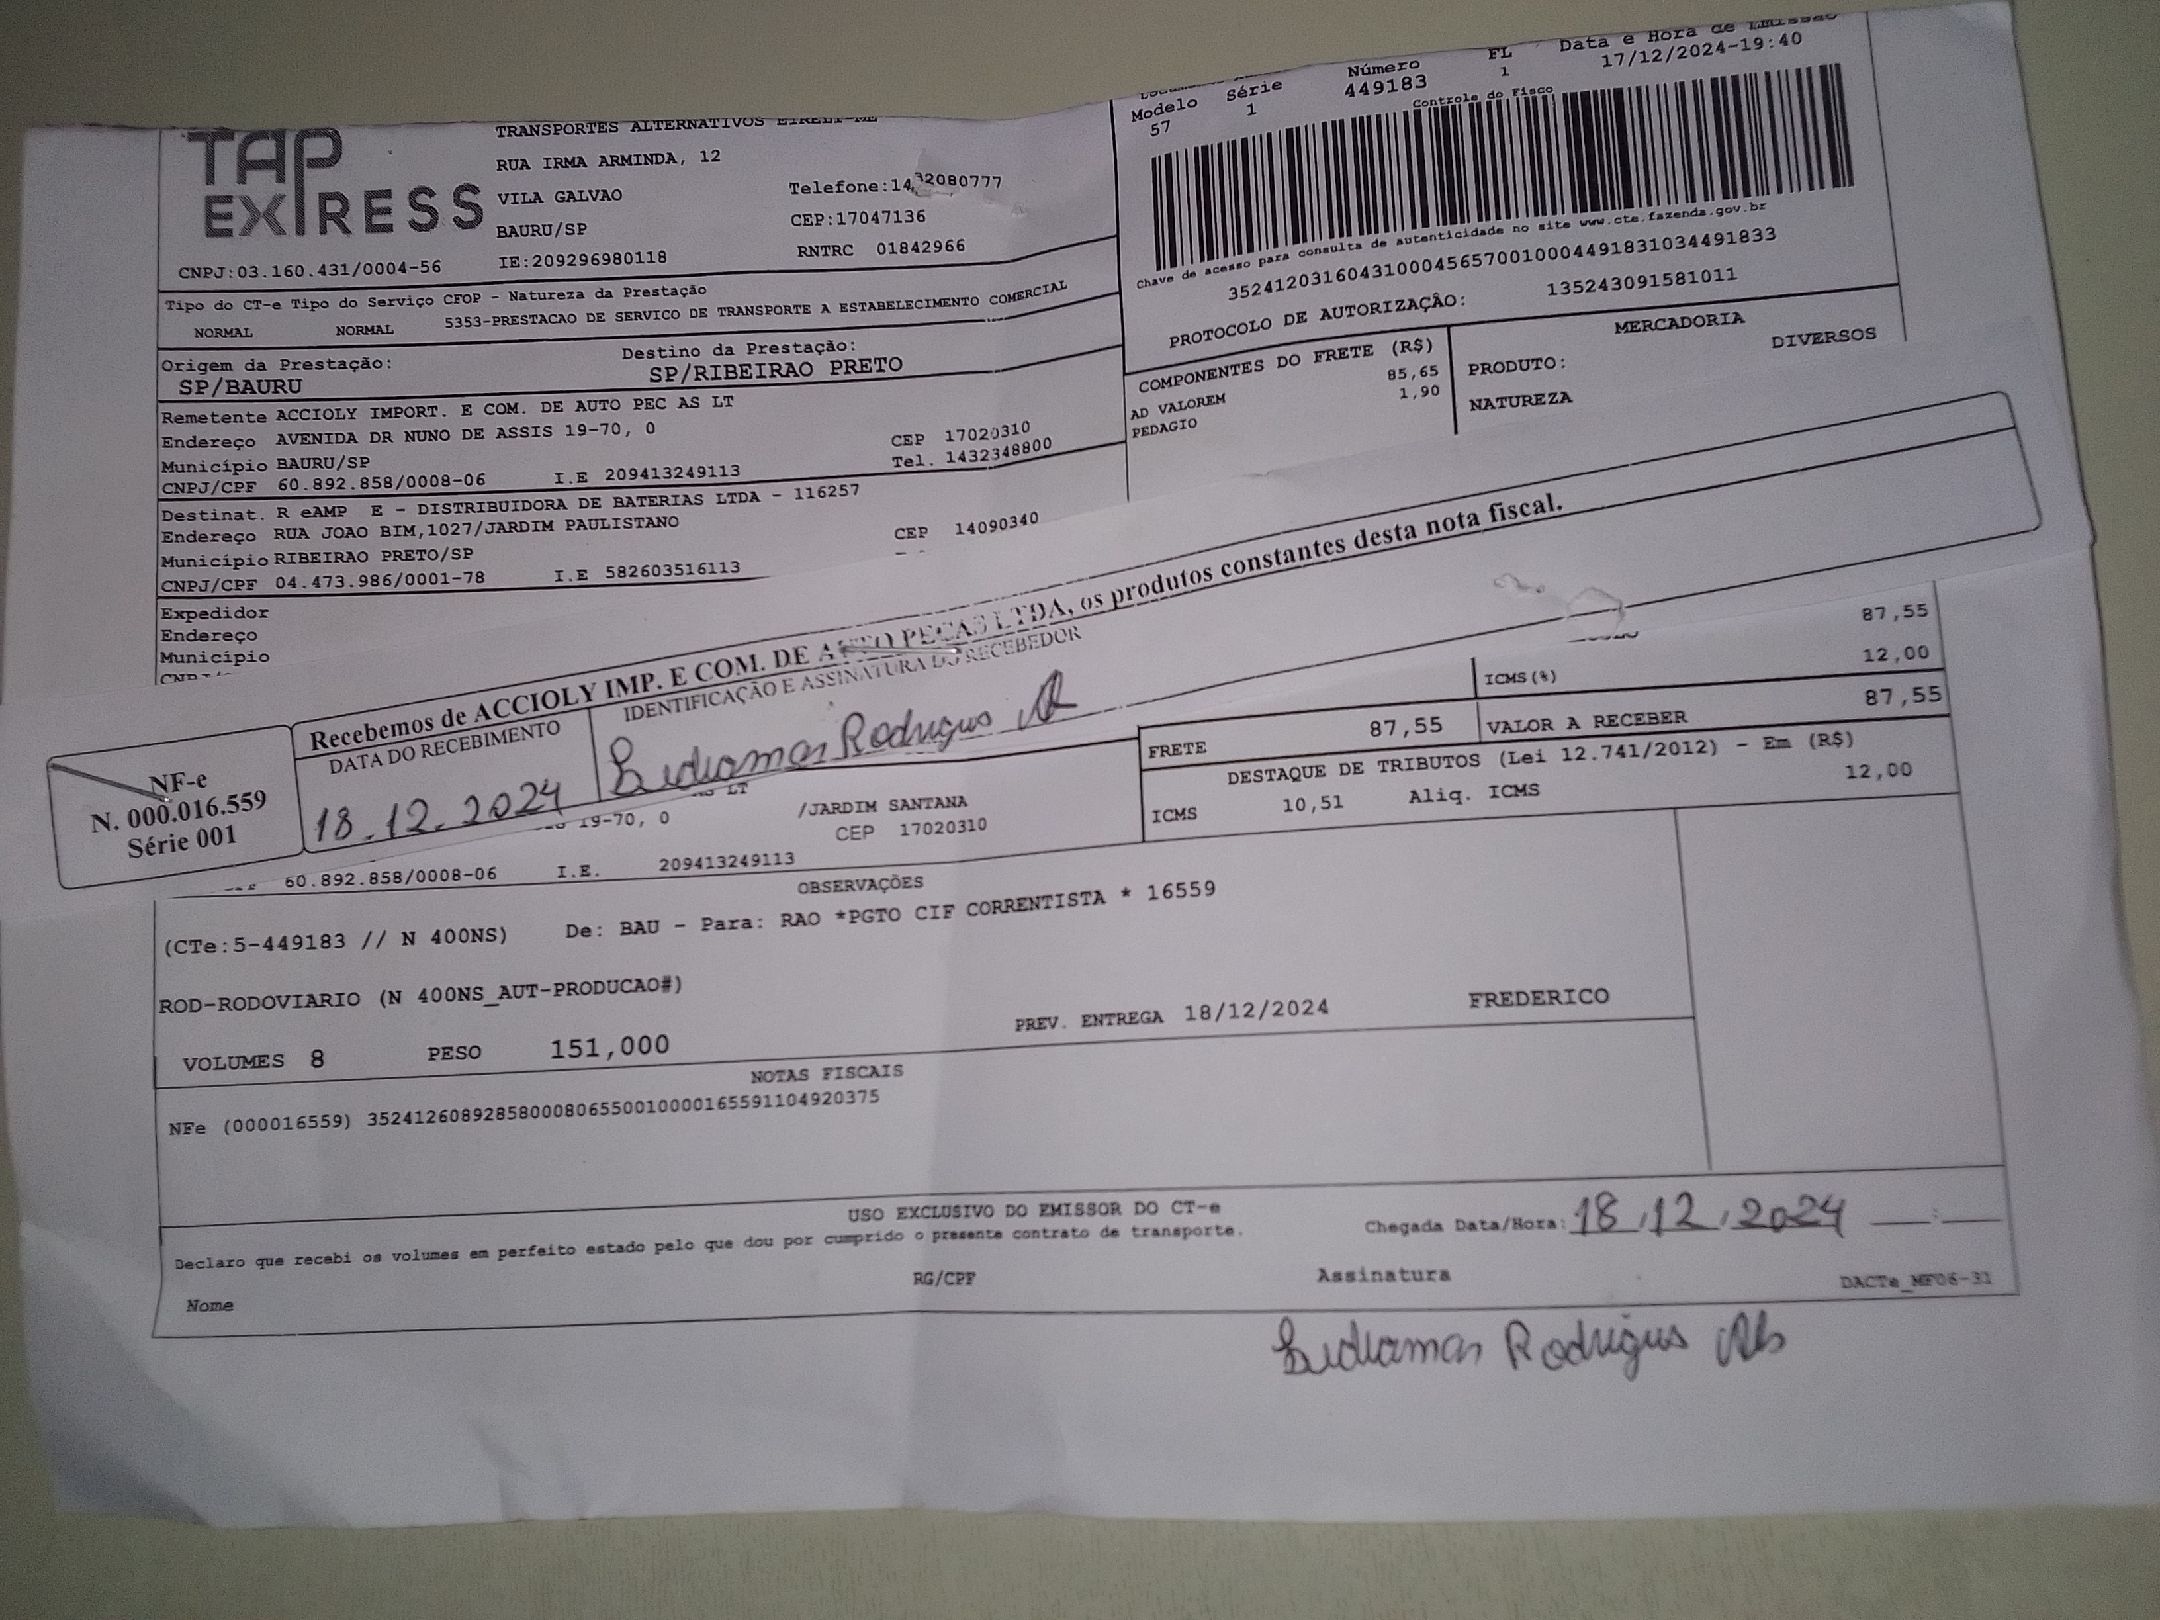 TAP
EXPRESS
TRANSPORTES ALTERNATIVOS EIRELI-ME
RUA IRMA ARMINDA, 12
VILA GALVAO
Telefone:1432080777
BAURU/SP
CEP:17047136
CNPJ:03.160.431/0004-56
IE:209296980118
RNTRC 01842966
Modelo Série Número FL Data e Hora de Emissão
57 1 449183 1 17/12/2024-19:40
Controle do Fisco
Chave de acesso para consulta de autenticidade no site www.cte.fazenda.gov.br
35241203160431000456570010004491831034491833
PROTOCOLO DE AUTORIZAÇÃO: 135243091581011
Tipo do CT-e Tipo do Serviço CFOP - Natureza da Prestação
NORMAL NORMAL 5353-PRESTACAO DE SERVICO DE TRANSPORTE A ESTABELECIMENTO COMERCIAL
Origem da Prestação: Destino da Prestação:
SP/BAURU SP/RIBEIRAO PRETO
COMPONENTES DO FRETE (R$)
AD VALOREM 85,65
PEDAGIO 1,90
MERCADORIA
PRODUTO: DIVERSOS
NATUREZA
Remetente ACCIOLY IMPORT. E COM. DE AUTO PEC AS LT
Endereço AVENIDA DR NUNO DE ASSIS 19-70, 0
CEP 17020310
Município BAURU/SP
Tel. 1432348800
CNPJ/CPF 60.892.858/0008-06 I.E 209413249113
Destinat. R eAMP E - DISTRIBUIDORA DE BATERIAS LTDA - 116257
Endereço RUA JOAO BIM,1027/JARDIM PAULISTANO
CEP 14090340
Município RIBEIRAO PRETO/SP
CNPJ/CPF 04.473.986/0001-78 I.E 582603516113
Expedidor
Endereço
Município
NF-e
N. 000.016.559
Série 001
Recebemos de ACCIOLY IMP. E COM. DE AUTO PECAS LTDA, os produtos constantes desta nota fiscal.
DATA DO RECEBIMENTO
IDENTIFICAÇÃO E ASSINATURA DO RECEBEDOR
18.12.2024
Rodrigus
87,55
ICMS(%) 12,00
FRETE 87,55 VALOR A RECEBER 87,55
DESTAQUE DE TRIBUTOS (Lei 12.741/2012) - Em (R$)
ICMS 10,51 Aliq. ICMS 12,00
LT
19-70, 0 /JARDIM SANTANA
CEP 17020310
60.892.858/0008-06 I.E. 209413249113
OBSERVAÇÕES
(CTe:5-449183 // N 400NS) De: BAU - Para: RAO *PGTO CIF CORRENTISTA * 16559
ROD-RODOVIARIO (N 400NS_AUT-PRODUCAO#)
PREV. ENTREGA 18/12/2024 FREDERICO
VOLUMES 8 PESO 151,000
NOTAS FISCAIS
NFe (000016559) 35241260892858000806550010000165591104920375
USO EXCLUSIVO DO EMISSOR DO CT-e
Declaro que recebi os volumes em perfeito estado pelo que dou por cumprido o presente contrato de transporte.
Chegada Data/Hora: 18.12.2024 __:__
Nome RG/CPF Assinatura DACTe_MF06-31
Rodrigus